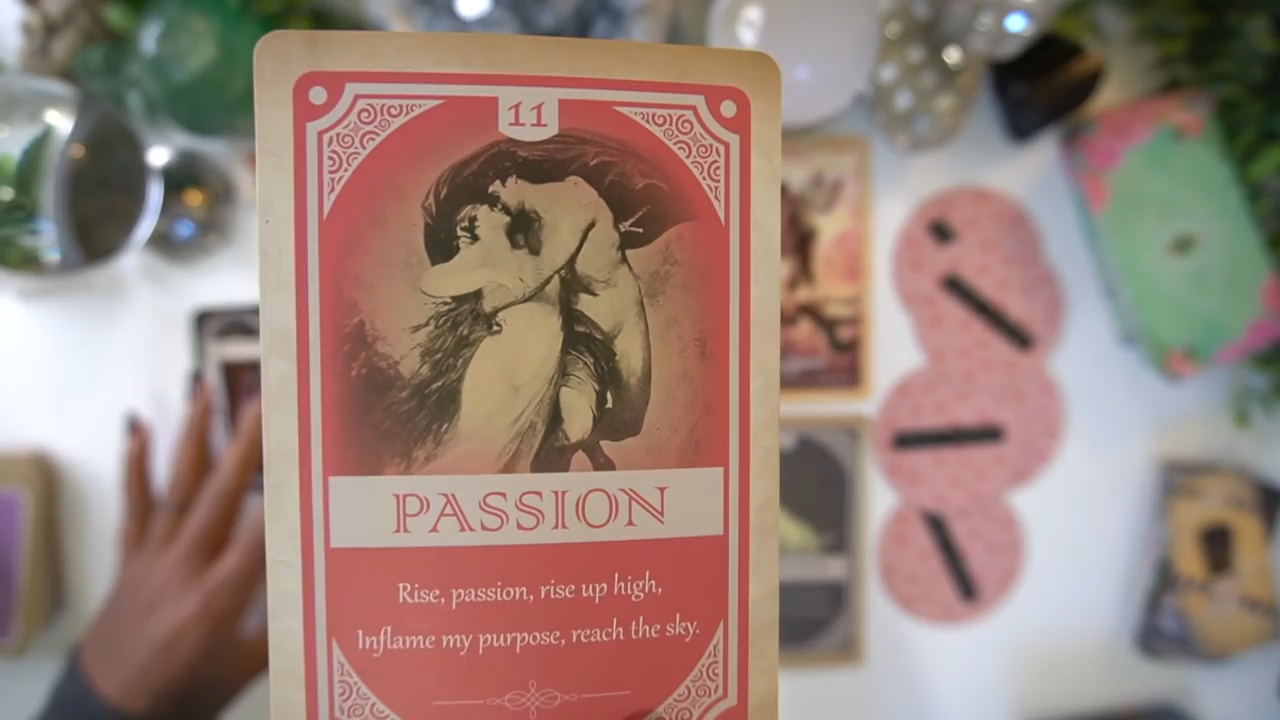 11
PASSION
Rise, passion, rise up high,
Inflame my purpose, reach the sky.